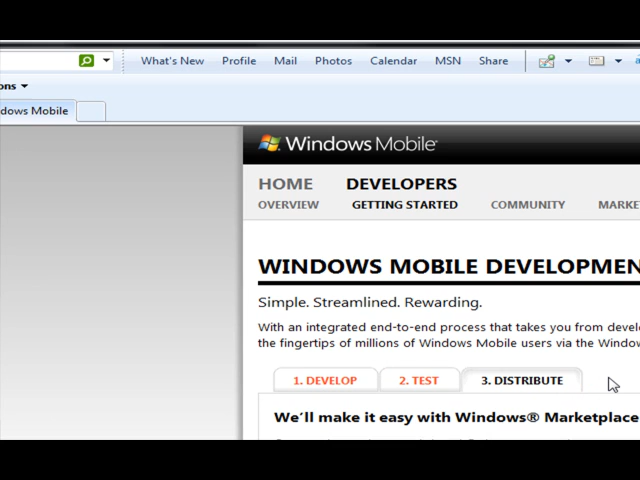 What's New Profile Mail Photos Calendar MSN Share
ons
dows Mobile
Windows Mobile®
HOME DEVELOPERS
OVERVIEW GETTING STARTED COMMUNITY MARKE
WINDOWS MOBILE DEVELOPMEN
Simple. Streamlined. Rewarding.
With an integrated end-to-end process that takes you from develo
the fingertips of millions of Windows Mobile users via the Window
1. DEVELOP 2. TEST 3. DISTRIBUTE
We'll make it easy with Windows® Marketplace